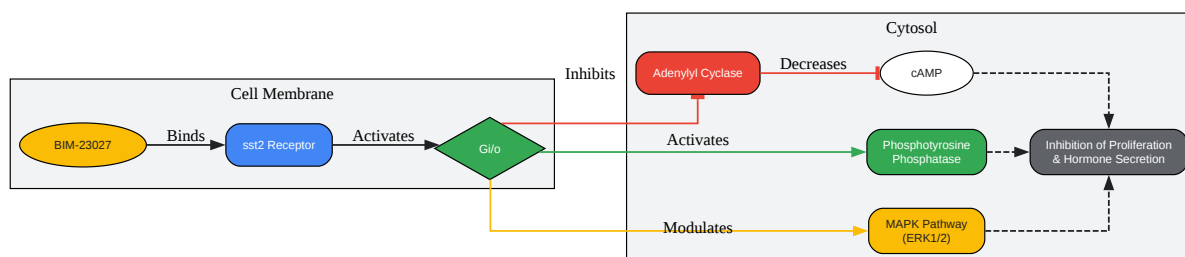 Cytosol
Inhibits
Adenylyl Cyclase
Decreases
cAMP
Cell Membrane
BIM-23027
Binds
sst2 Receptor
Activates
Gi/o
Activates
Phosphotyrosine
Phosphatase
Inhibition of Proliferation
& Hormone Secretion
Modulates
MAPK Pathway
(ERK1/2)